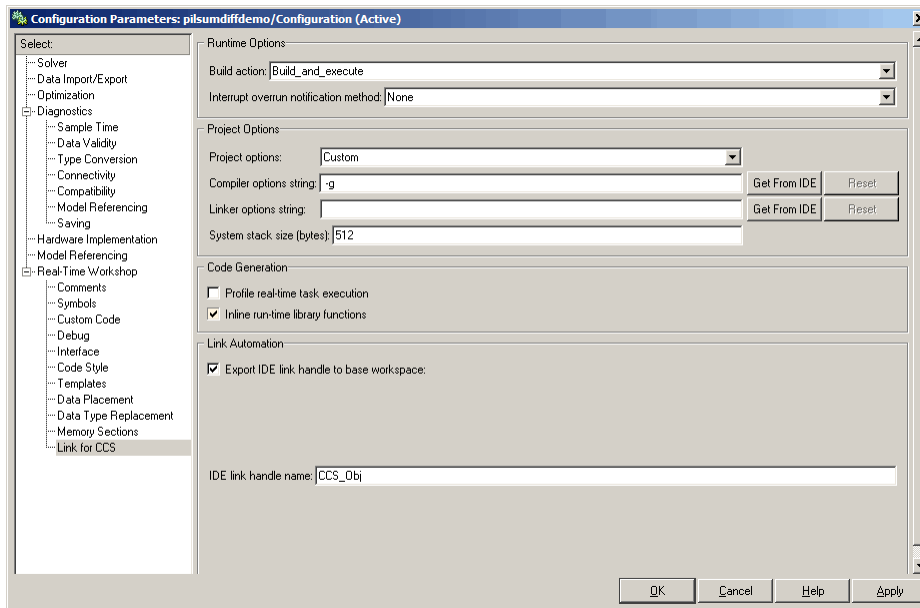 Configuration Parameters: pilsumdiffdemo/Configuration (Active)
Select:
Solver
Data Import/Export
Optimization
Diagnostics
Sample Time
Data Validity
Type Conversion
Connectivity
Compatibility
Model Referencing
Saving
Hardware Implementation
Model Referencing
Real-Time Workshop
Comments
Symbols
Custom Code
Debug
Interface
Code Style
Templates
Data Placement
Data Type Replacement
Memory Sections
Link for CCS
Runtime Options
Build action: Build_and_execute
Interrupt overrun notification method: None
Project Options
Project options: Custom
Compiler options string: -g Get From IDE Reset
Linker options string: Get From IDE Reset
System stack size (bytes): 512
Code Generation
Profile real-time task execution
Inline run-time library functions
Link Automation
Export IDE link handle to base workspace:
IDE link handle name: CCS_Obj
OK Cancel Help Apply